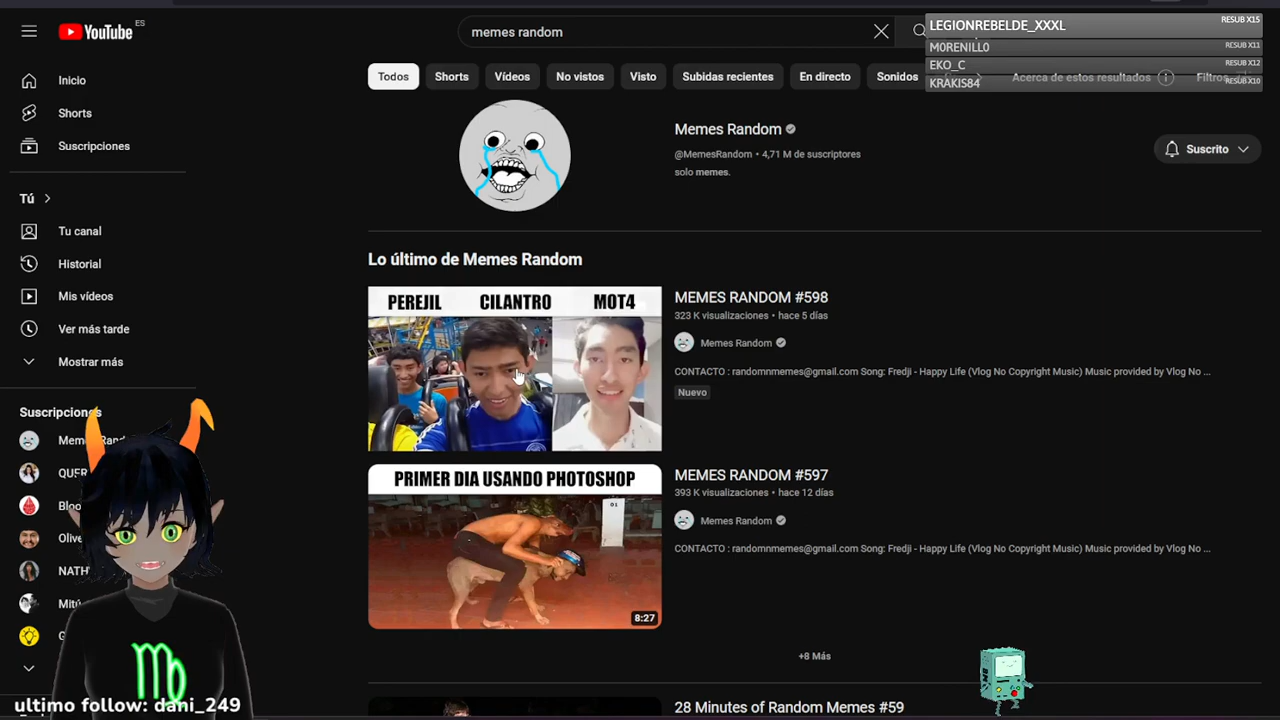 YouTube ES
memes random
LEGIONREBELDE_XXXL RESUB X15
M0RENILL0 RESUB X11
EKO_C RESUB X12
KRAKIS84 RESUB X10
Todos Shorts Vídeos No vistos Visto Subidas recientes En directo Sonidos Acerca de estos resultados Filtros
Inicio
Shorts
Suscripciones
Tú
Tu canal
Historial
Mis vídeos
Ver más tarde
Mostrar más
Suscripciones
QUER
Bloo
Olive
NATH
Mitú
Memes Random
@MemesRandom • 4,71 M de suscriptores
solo memes.
Suscrito
Lo último de Memes Random
PEREJIL CILANTRO MOT4
MEMES RANDOM #598
323 K visualizaciones • hace 5 días
Memes Random
CONTACTO : randomnmemes@gmail.com Song: Fredji - Happy Life (Vlog No Copyright Music) Music provided by Vlog No ...
Nuevo
PRIMER DIA USANDO PHOTOSHOP
8:27
MEMES RANDOM #597
393 K visualizaciones • hace 12 días
Memes Random
CONTACTO : randomnmemes@gmail.com Song: Fredji - Happy Life (Vlog No Copyright Music) Music provided by Vlog No ...
+8 Más
28 Minutes of Random Memes #59
ultimo follow: dani_249